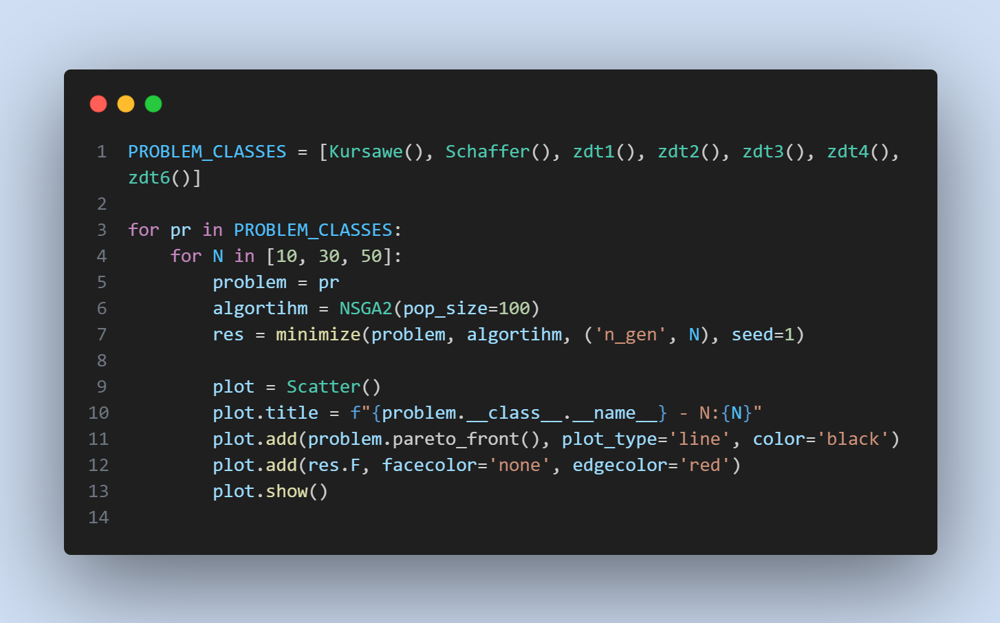 1 PROBLEM_CLASSES = [Kursawe(), Schaffer(), zdt1(), zdt2(), zdt3(), zdt4(),
zdt6()]
2
3 for pr in PROBLEM_CLASSES:
4     for N in [10, 30, 50]:
5         problem = pr
6         algortihm = NSGA2(pop_size=100)
7         res = minimize(problem, algortihm, ('n_gen', N), seed=1)
8
9         plot = Scatter()
10         plot.title = f"{problem.__class__.__name__} - N:{N}"
11         plot.add(problem.pareto_front(), plot_type='line', color='black')
12         plot.add(res.F, facecolor='none', edgecolor='red')
13         plot.show()
14